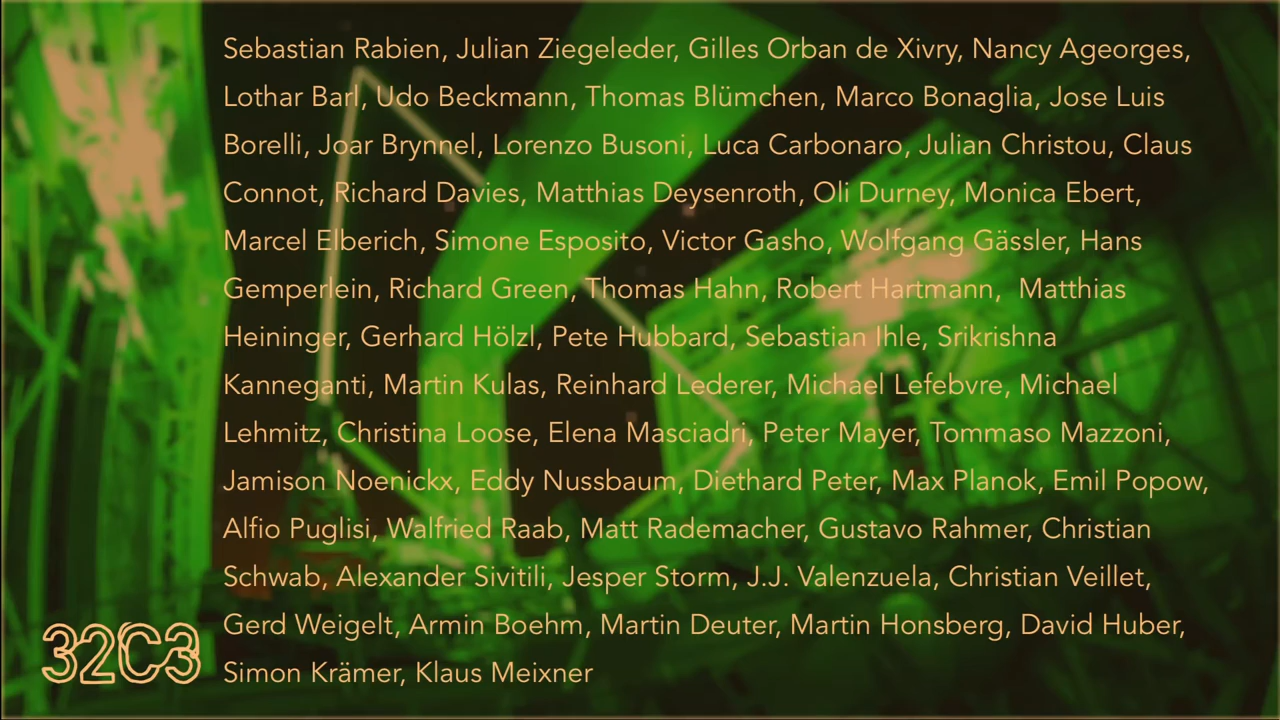 Sebastian Rabien, Julian Ziegeleder, Gilles Orban de Xivry, Nancy Ageorges,
Lothar Barl, Udo Beckmann, Thomas Blümchen, Marco Bonaglia, Jose Luis
Borelli, Joar Brynnel, Lorenzo Busoni, Luca Carbonaro, Julian Christou, Claus
Connot, Richard Davies, Matthias Deysenroth, Oli Durney, Monica Ebert,
Marcel Elberich, Simone Esposito, Victor Gasho, Wolfgang Gässler, Hans
Gemperlein, Richard Green, Thomas Hahn, Robert Hartmann,  Matthias
Heininger, Gerhard Hölzl, Pete Hubbard, Sebastian Ihle, Srikrishna
Kanneganti, Martin Kulas, Reinhard Lederer, Michael Lefebvre, Michael
Lehmitz, Christina Loose, Elena Masciadri, Peter Mayer, Tommaso Mazzoni,
Jamison Noenickx, Eddy Nussbaum, Diethard Peter, Max Planok, Emil Popow,
Alfio Puglisi, Walfried Raab, Matt Rademacher, Gustavo Rahmer, Christian
Schwab, Alexander Sivitili, Jesper Storm, J.J. Valenzuela, Christian Veillet,
Gerd Weigelt, Armin Boehm, Martin Deuter, Martin Honsberg, David Huber,
Simon Krämer, Klaus Meixner
32C3